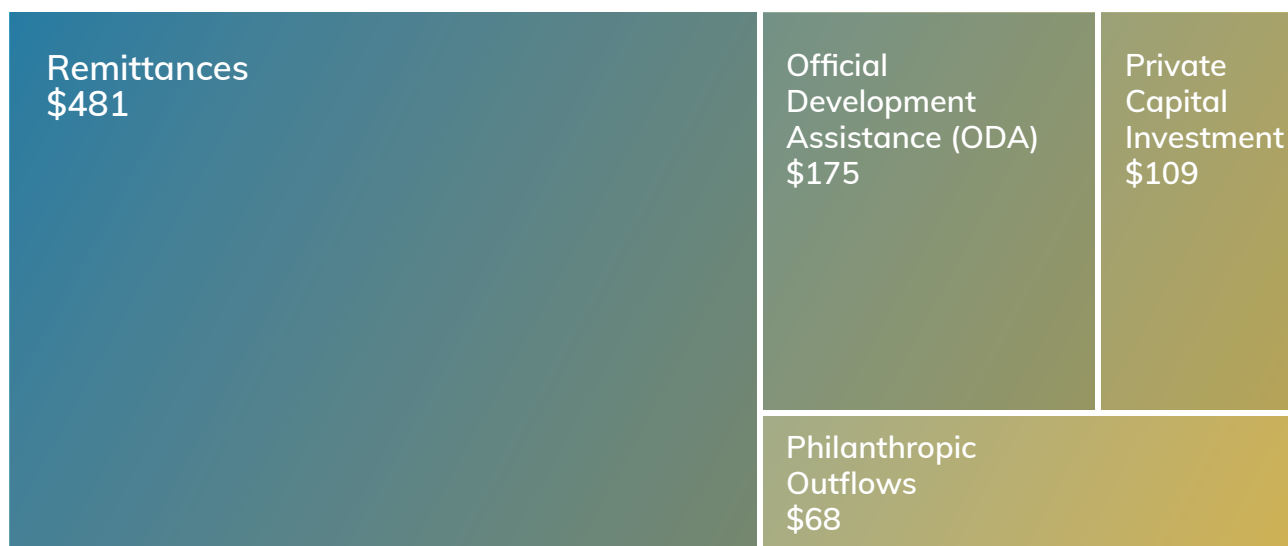 Remittances
$481
Official
Development
Assistance (ODA)
$175
Private
Capital
Investment
$109
Philanthropic
Outflows
$68